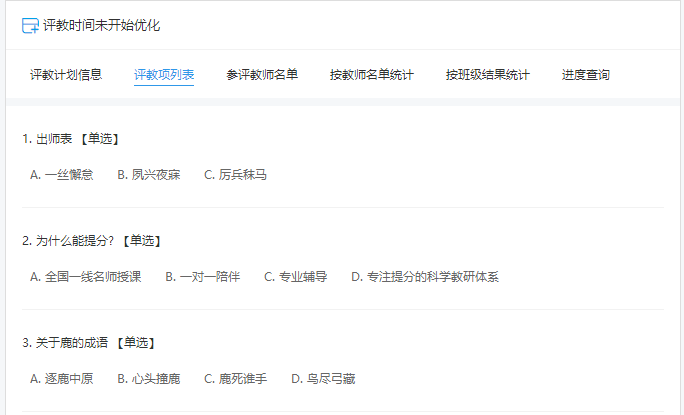 评教时间未开始优化
评教计划信息 评教项列表 参评教师名单 按教师名单统计 按班级结果统计 进度查询
1. 出师表 【单选】
A. 一丝懈怠 B. 夙兴夜寐 C. 厉兵秣马
2. 为什么能提分? 【单选】
A. 全国一线名师授课 B. 一对一陪伴 C. 专业辅导 D. 专注提分的科学教研体系
3. 关于鹿的成语 【单选】
A. 逐鹿中原 B. 心头撞鹿 C. 鹿死谁手 D. 鸟尽弓藏